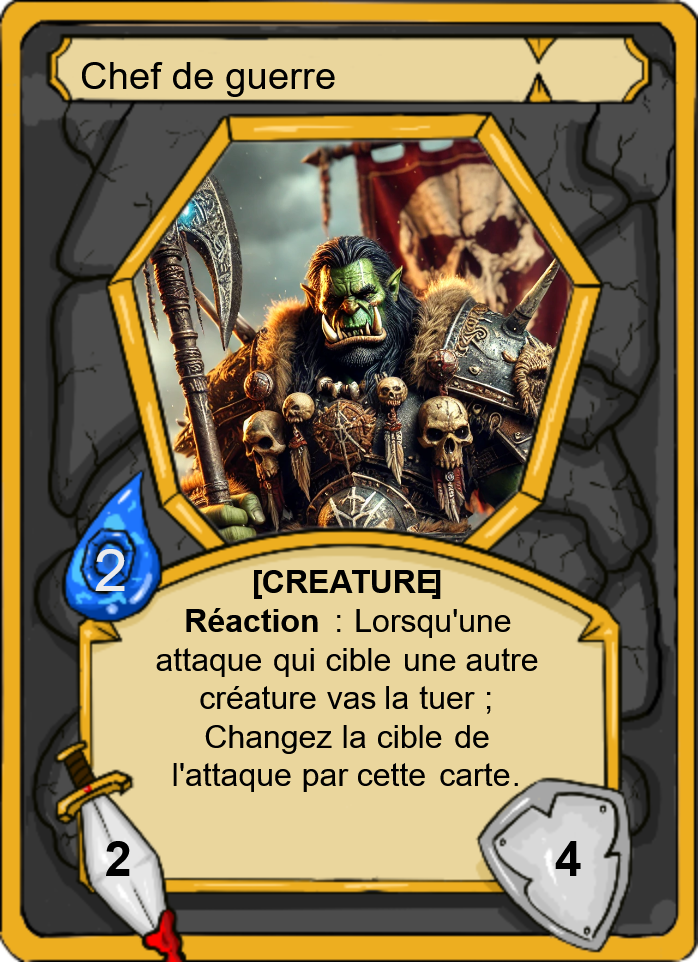 Chef de guerre
2
[CREATURE]
Réaction : Lorsqu'une
attaque qui cible une autre
créature vas la tuer ;
Changez la cible de
l'attaque par cette carte.
2
4